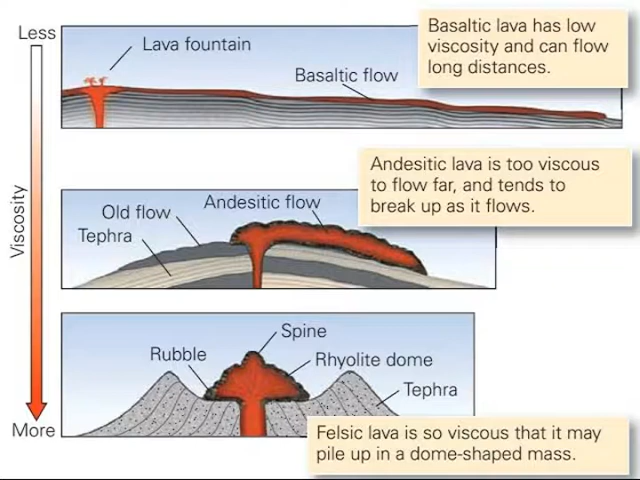 Less
Lava fountain
Basaltic flow
Basaltic lava has low
viscosity and can flow
long distances.
Viscosity
Andesitic lava is too viscous
to flow far, and tends to
break up as it flows.
Old flow
Andesitic flow
Tephra
Spine
Rubble
Rhyolite dome
Tephra
More
Felsic lava is so viscous that it may
pile up in a dome-shaped mass.